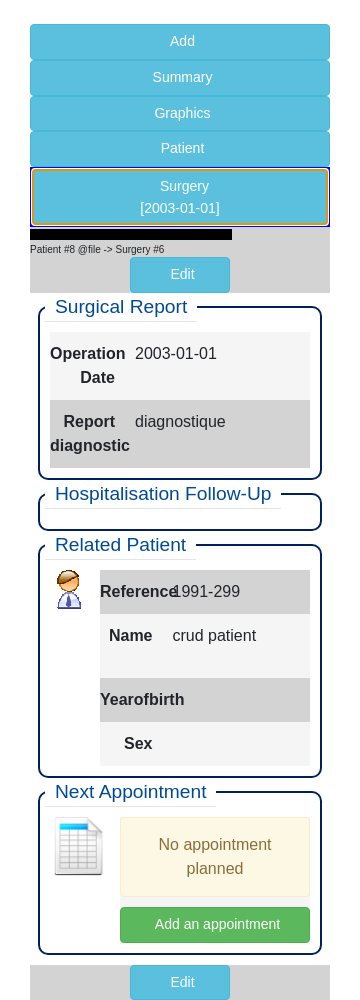 Add
Summary
Graphics
Patient
Surgery
[2003-01-01]
Patient #8 @file -> Surgery #6
Edit
Surgical Report
Operation Date 2003-01-01
Report diagnostic diagnostique
Hospitalisation Follow-Up
Related Patient
Reference 1991-299
Name crud patient
Yearofbirth
Sex
Next Appointment
No appointment
planned
Add an appointment
Edit